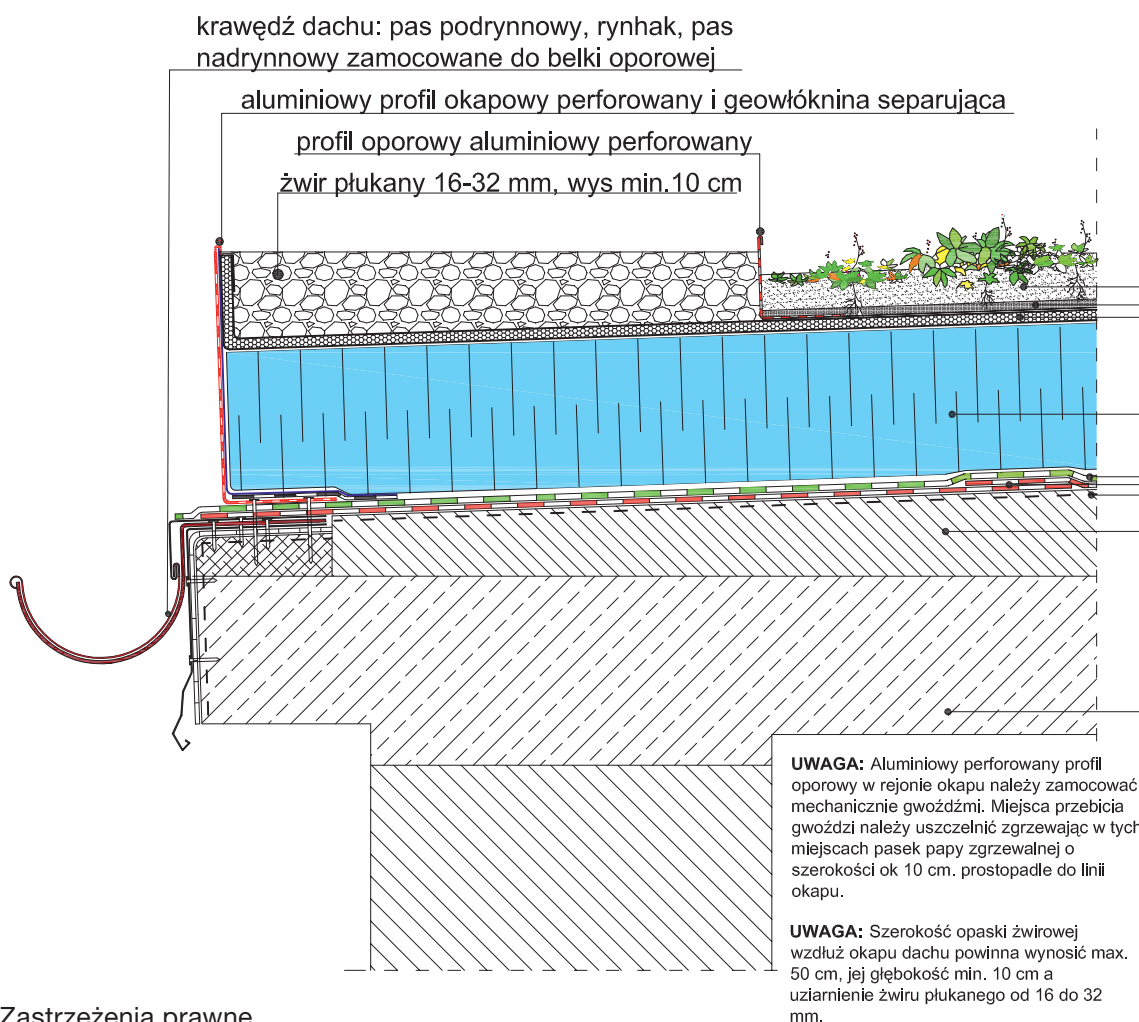 krawędź dachu: pas podrynnowy, rynhak, pas
nadrynnowy zamocowane do belki oporowej
aluminiowy profil okapowy perforowany i geowłóknina separująca
profil oporowy aluminiowy perforowany
żwir płukany 16-32 mm, wys min.10 cm
UWAGA: Aluminiowy perforowany profil
oporowy w rejonie okapu należy zamocować
mechanicznie gwoźdźmi. Miejsca przebicia
gwoździ należy uszczelnić zgrzewając w tych
miejscach pasek papy zgrzewalnej o
szerokości ok 10 cm. prostopadle do linii
okapu.
UWAGA: Szerokość opaski żwirowej
wzdłuż okapu dachu powinna wynosić max.
50 cm, jej głębokość min. 10 cm a
uziarnienie żwiru płukanego od 16 do 32
mm.
Zastrzeżenia prawne